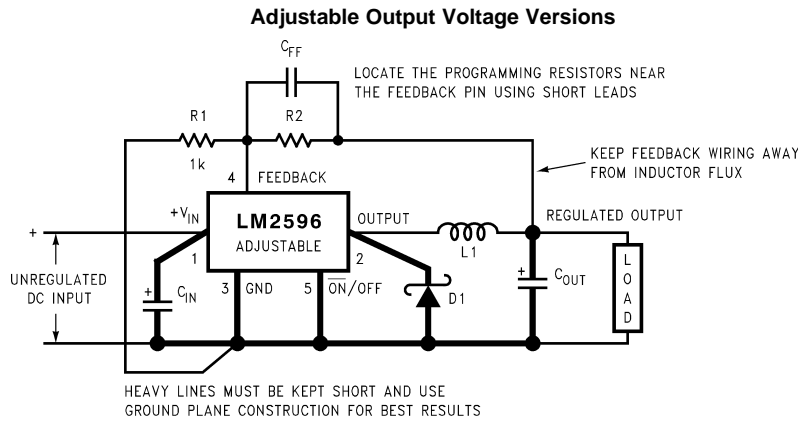 Adjustable Output Voltage Versions
CFF
LOCATE THE PROGRAMMING RESISTORS NEAR
THE FEEDBACK PIN USING SHORT LEADS
R1
R2
1k
KEEP FEEDBACK WIRING AWAY
FROM INDUCTOR FLUX
4
FEEDBACK
+VIN
LM2596
ADJUSTABLE
OUTPUT
REGULATED OUTPUT
+
1
2
L1
UNREGULATED
DC INPUT
+
CIN
3
GND
5
ON/OFF
D1
+
COUT
LOAD
HEAVY LINES MUST BE KEPT SHORT AND USE
GROUND PLANE CONSTRUCTION FOR BEST RESULTS